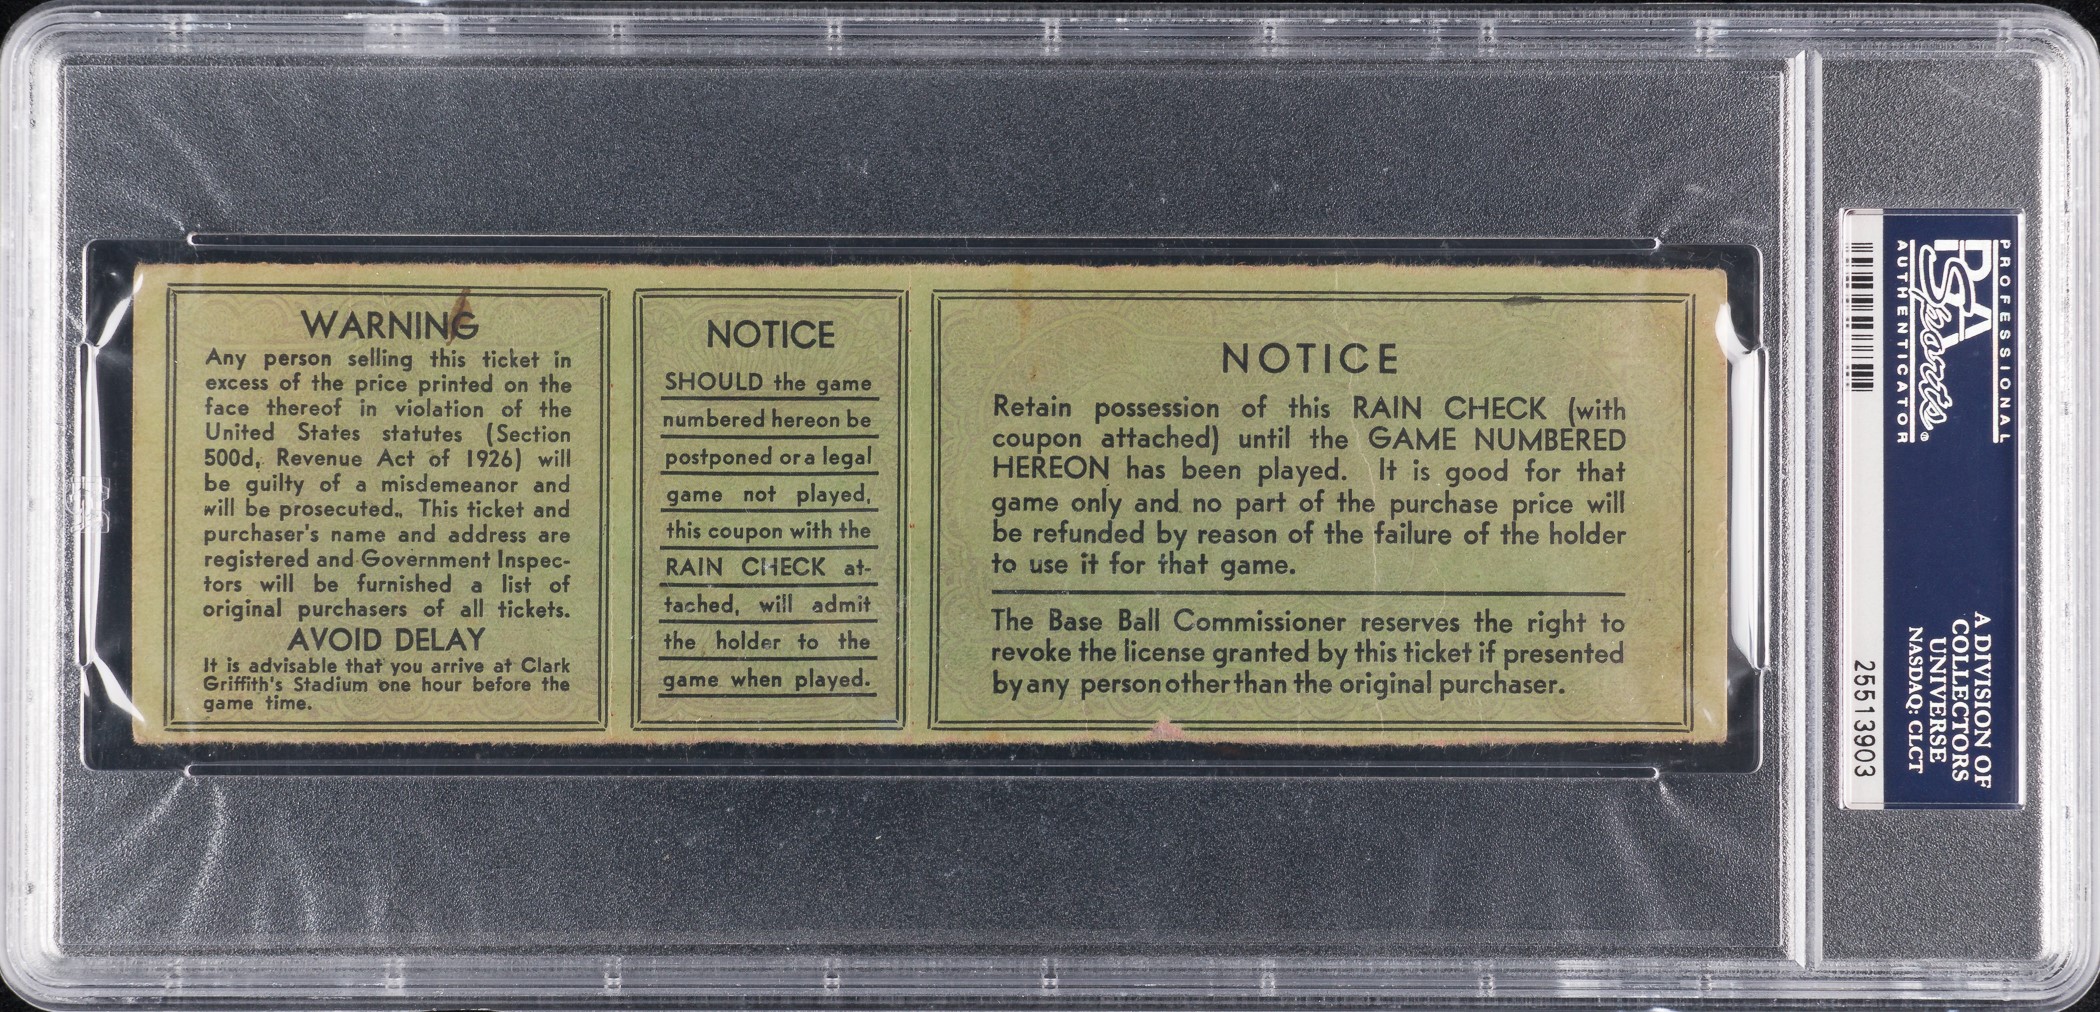 WARNING
Any person selling this ticket in
excess of the price printed on the
face thereof in violation of the
United States statutes (Section
500d, Revenue Act of 1926) will
be guilty of a misdemeanor and
will be prosecuted.. This ticket and
purchaser's name and address are
registered and Government Inspec-
tors will be furnished a list of
original purchasers of all tickets.
AVOID DELAY
It is advisable that you arrive at Clark
Griffith's Stadium one hour before the
game time.
NOTICE
SHOULD the game
numbered hereon be
postponed or a legal
game not played,
this coupon with the
RAIN CHECK at-
tached, will admit
the holder to the
game when played.
NOTICE
Retain possession of this RAIN CHECK (with
coupon attached) until the GAME NUMBERED
HEREON has been played. It is good for that
game only and no part of the purchase price will
be refunded by reason of the failure of the holder
to use it for that game.
The Base Ball Commissioner reserves the right to
revoke the license granted by this ticket if presented
by any person other than the original purchaser.
PROFESSIONAL
PSA
Sports®
AUTHENTICATOR
A DIVISION OF
COLLECTORS
UNIVERSE
NASDAQ: CLCT
25513903